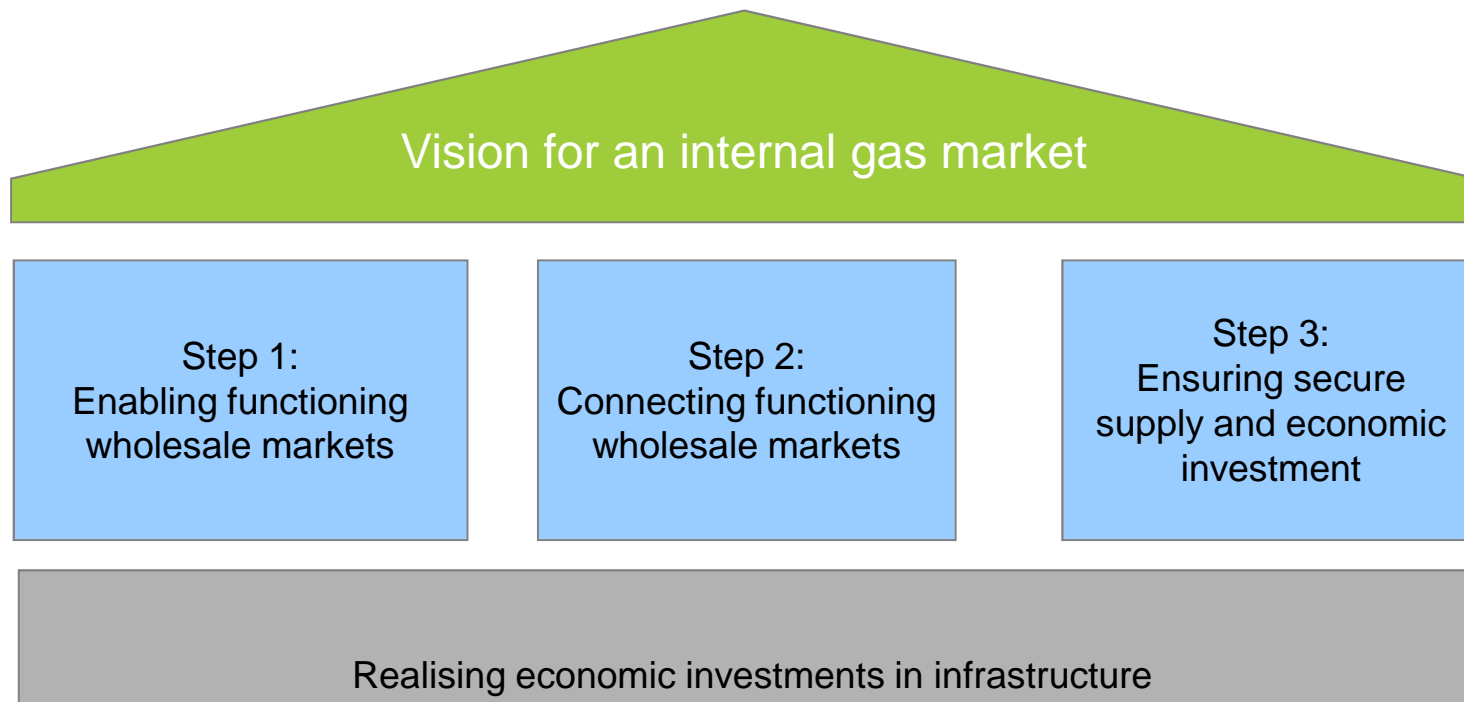 Vision for an internal gas market
Step 1:
Enabling functioning
wholesale markets
Step 2:
Connecting functioning
wholesale markets
Step 3:
Ensuring secure
supply and economic
investment
Realising economic investments in infrastructure